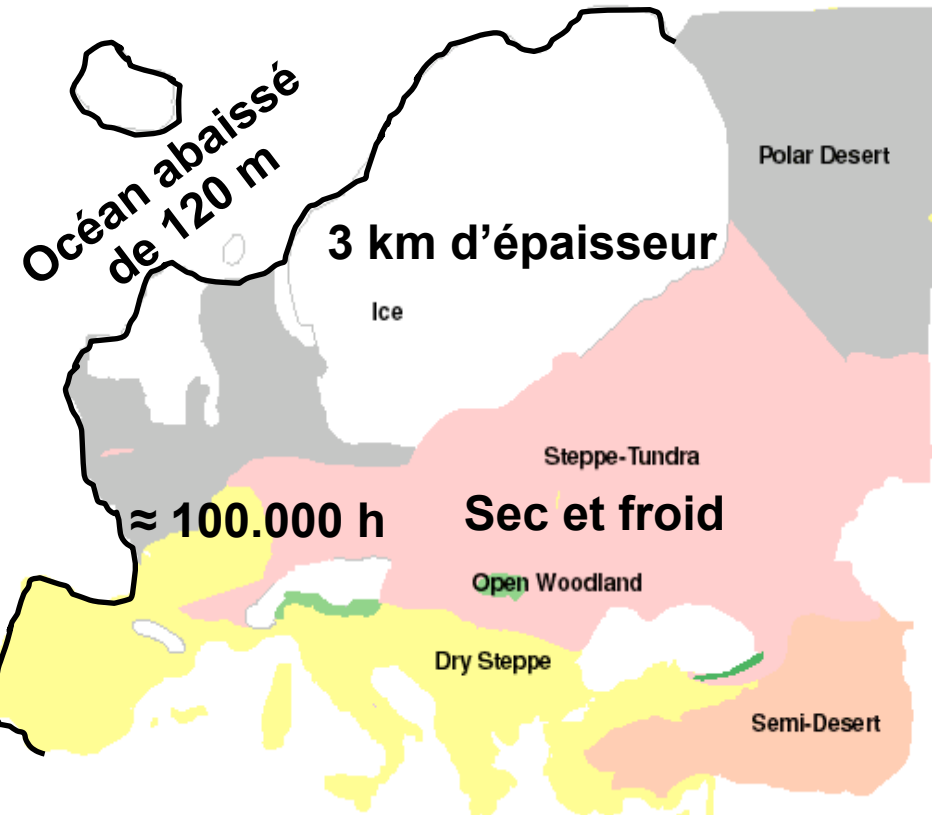 Océan abaissé
de 120 m
Polar Desert
3 km d’épaisseur
Ice
Steppe-Tundra
≈ 100.000 h
Sec et froid
Open Woodland
Dry Steppe
Semi-Desert